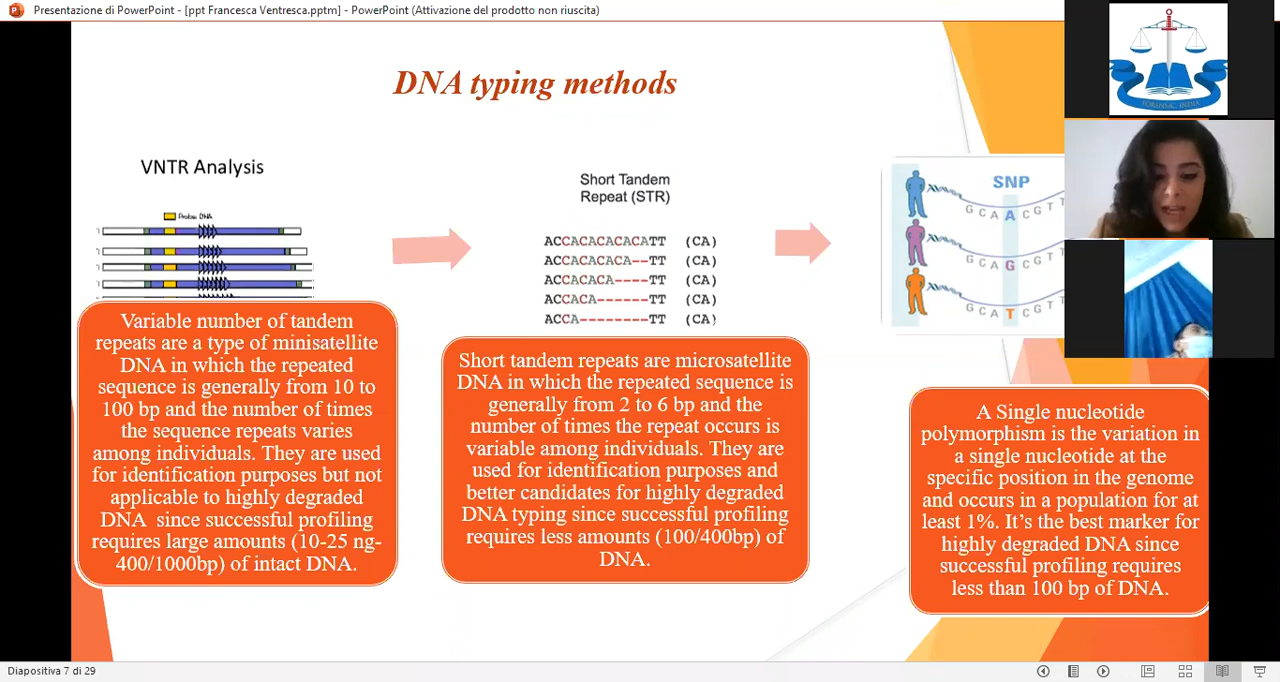 Presentazione di PowerPoint - [ppt Francesca Ventresca.pptm] - PowerPoint (Attivazione del prodotto non riuscita)
DNA typing methods
VNTR Analysis
Probe DNA
Variable number of tandem
repeats are a type of minisatellite
DNA in which the repeated
sequence is generally from 10 to
100 bp and the number of times
the sequence repeats varies
among individuals. They are used
for identification purposes but not
applicable to highly degraded
DNA since successful profiling
requires large amounts (10-25 ng-
400/1000bp) of intact DNA.
Short Tandem
Repeat (STR)
ACCACACACACATT (CA)
ACCACACACA--TT (CA)
ACCACACA----TT (CA)
ACCACA------TT (CA)
ACCA--------TT (CA)
Short tandem repeats are microsatellite
DNA in which the repeated sequence is
generally from 2 to 6 bp and the
number of times the repeat occurs is
variable among individuals. They are
used for identification purposes and
better candidates for highly degraded
DNA typing since successful profiling
requires less amounts (100/400bp) of
DNA.
SNP
GCAACGTT
GCAGCGTT
GCATCGTT
A Single nucleotide
polymorphism is the variation in
a single nucleotide at the
specific position in the genome
and occurs in a population for at
least 1%. It’s the best marker for
highly degraded DNA since
successful profiling requires
less than 100 bp of DNA.
Diapositiva 7 di 29